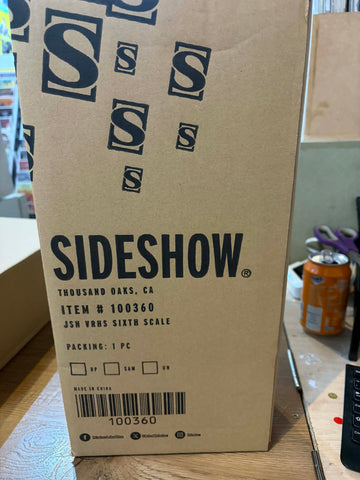 SIDESHOW®
THOUSAND OAKS, CA
ITEM # 100360
JSH VRHS SIXTH SCALE
PACKING: 1 PC
MADE IN CHINA
100360